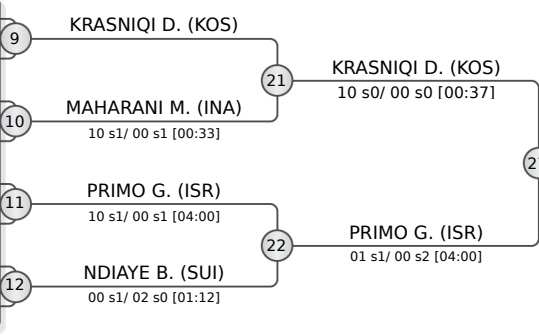 KRASNIQI D. (KOS)
9
21
KRASNIQI D. (KOS)
10 s0/ 00 s0 [00:37]
MAHARANI M. (INA)
10
10 s1/ 00 s1 [00:33]
PRIMO G. (ISR)
11
10 s1/ 00 s1 [04:00]
22
PRIMO G. (ISR)
01 s1/ 00 s2 [04:00]
NDIAYE B. (SUI)
12
00 s1/ 02 s0 [01:12]